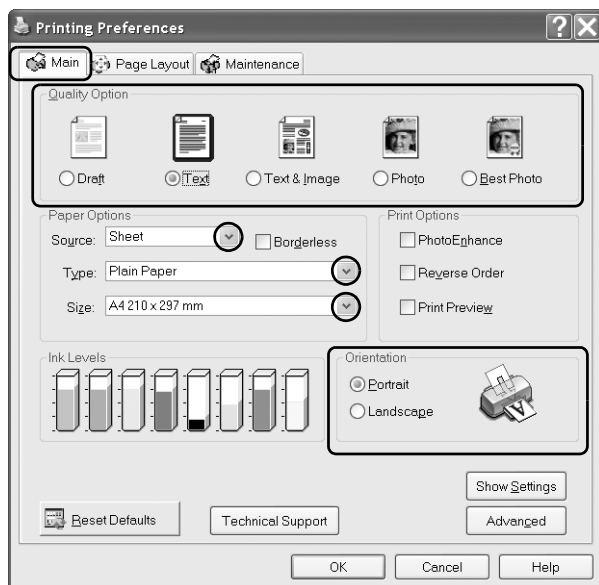 Printing Preferences
Main Page Layout Maintenance
Quality Option
Draft Text Text & Image Photo Best Photo
Paper Options Print Options
Source: Sheet Borderless PhotoEnhance
Type: Plain Paper Reverse Order
Size: A4 210 x 297 mm Print Preview
Ink Levels Orientation
Portrait
Landscape
A
Show Settings
Reset Defaults Technical Support Advanced
OK Cancel Help